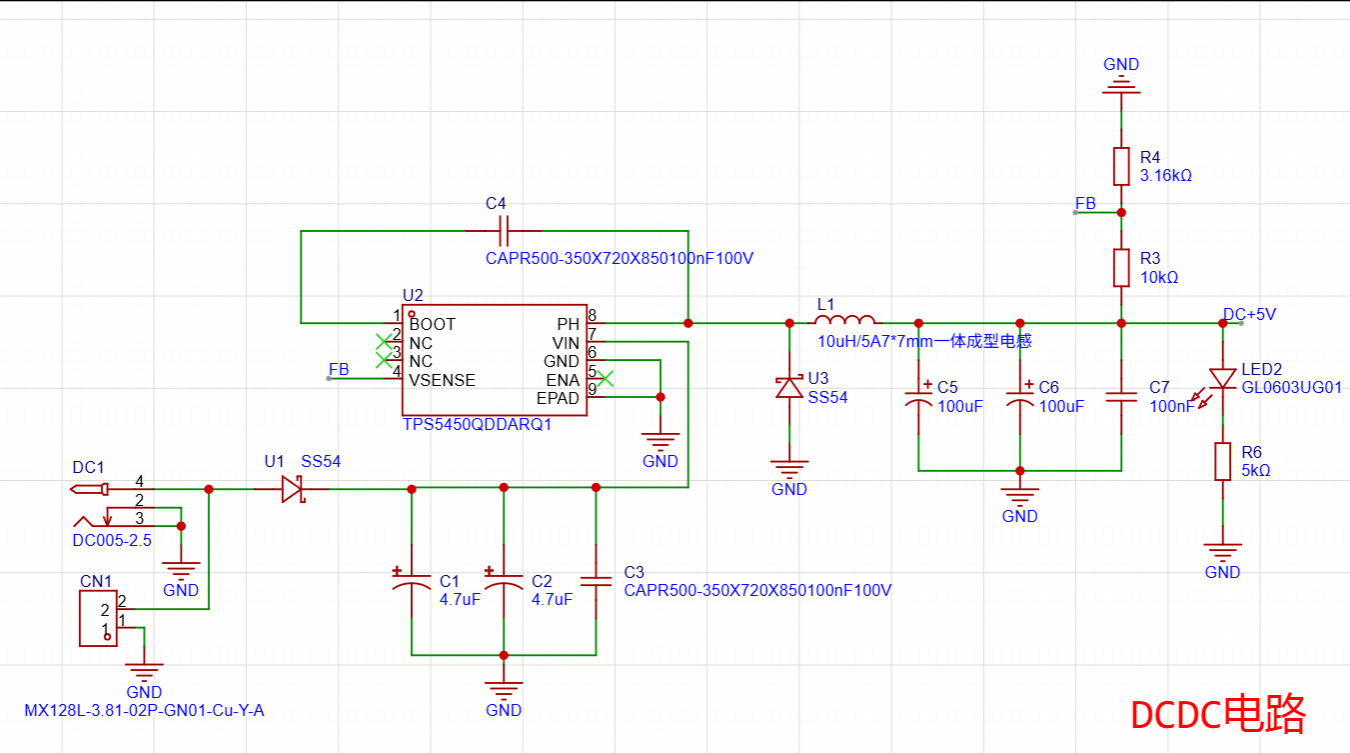 GND
R4
3.16kΩ
FB
R3
10kΩ
C4
CAPR500-350X720X850100nF100V
U2
1 BOOT PH 8
2 NC VIN 7
3 NC GND 6
FB 4 VSENSE ENA 5
EPAD 9
TPS5450QDDARQ1
GND
L1
10uH/5A7*7mm一体成型电感
DC+5V
U3
SS54
GND
C5
100uF
C6
100uF
C7
100nF
GND
LED2
GL0603UG01
R6
5kΩ
GND
DC1
4
2
3
DC005-2.5
GND
U1 SS54
CN1
2 2
1 1
GND
MX128L-3.81-02P-GN01-Cu-Y-A
C1
4.7uF
C2
4.7uF
C3
CAPR500-350X720X850100nF100V
GND
DCDC电路